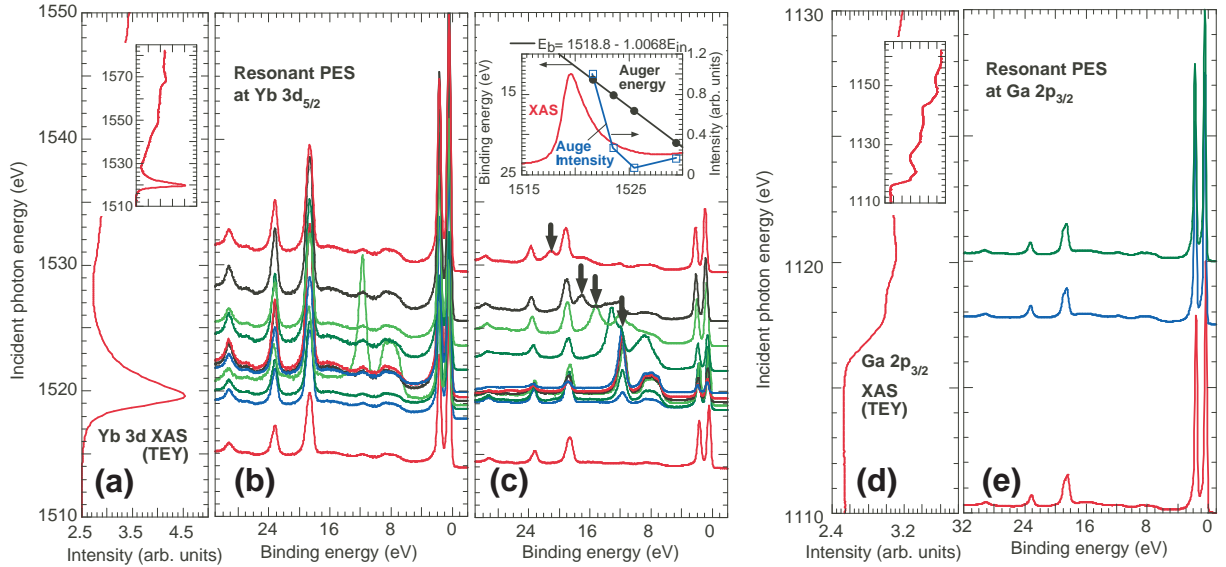 1550
1540
1530
1520
1510
Incident photon energy (eV)
1570
1550
1530
1510
Yb 3d XAS
(TEY)
(a)
2.5
3.5
4.5
Intensity (arb. units)
Resonant PES
at Yb 3d5/2
(b)
24
16
8
0
Binding energy (eV)
Eb= 1518.8 - 1.0068Ein
15
25
Binding energy (eV)
1515
1525
1.2
0.8
0.4
0
Intensity (arb. units)
XAS
Auger
energy
Auge
Intensity
(c)
24
16
8
0
Binding energy (eV)
1130
1120
1110
Incident photon energy (eV)
1150
1130
1110
Ga 2p3/2
XAS
(TEY)
(d)
2.4
3.2
Intensity (arb. units)
Resonant PES
at Ga 2p3/2
(e)
32
24
16
8
0
Binding energy (eV)